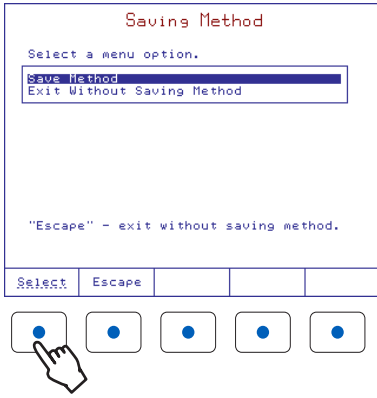 Saving Method
Select a menu option.
Save Method
Exit Without Saving Method
"Escape" - exit without saving method.
Select Escape